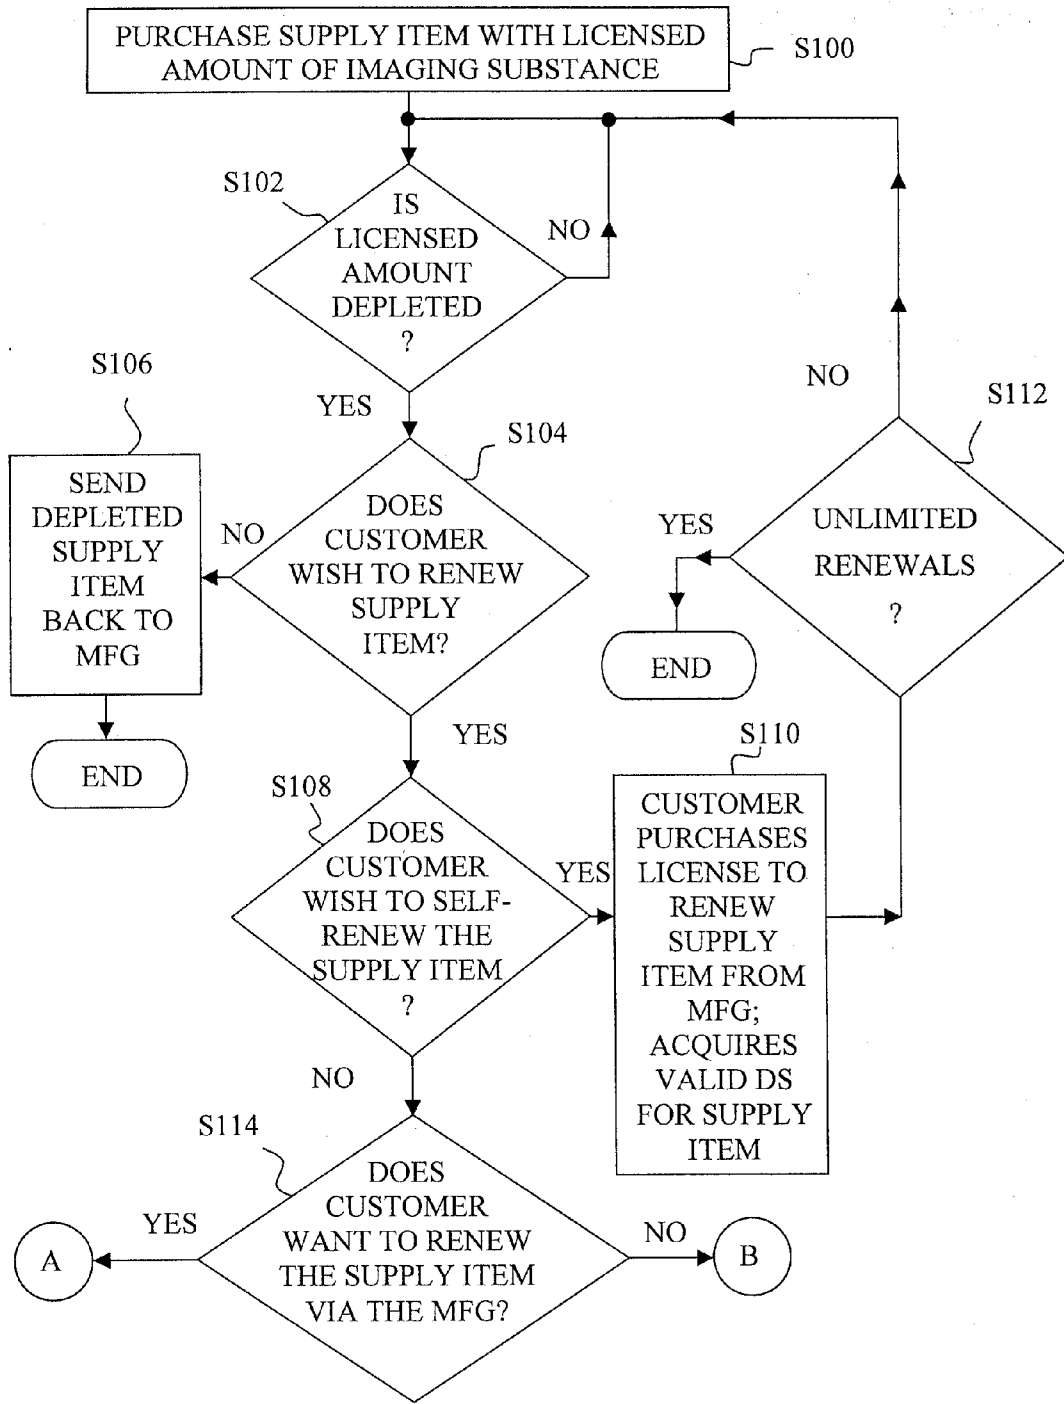 PURCHASE SUPPLY ITEM WITH LICENSED
AMOUNT OF IMAGING SUBSTANCE
S100
S102
IS
LICENSED
AMOUNT
DEPLETED
?
NO
YES
S106
SEND
DEPLETED
SUPPLY
ITEM
BACK TO
MFG
END
NO
S104
DOES
CUSTOMER
WISH TO RENEW
SUPPLY
ITEM?
YES
NO
S112
UNLIMITED
RENEWALS
?
YES
END
S108
DOES
CUSTOMER
WISH TO SELF-
RENEW THE
SUPPLY ITEM
?
YES
S110
CUSTOMER
PURCHASES
LICENSE TO
RENEW
SUPPLY
ITEM FROM
MFG;
ACQUIRES
VALID DS
FOR SUPPLY
ITEM
NO
S114
DOES
CUSTOMER
WANT TO RENEW
THE SUPPLY ITEM
VIA THE MFG?
YES
A
NO
B